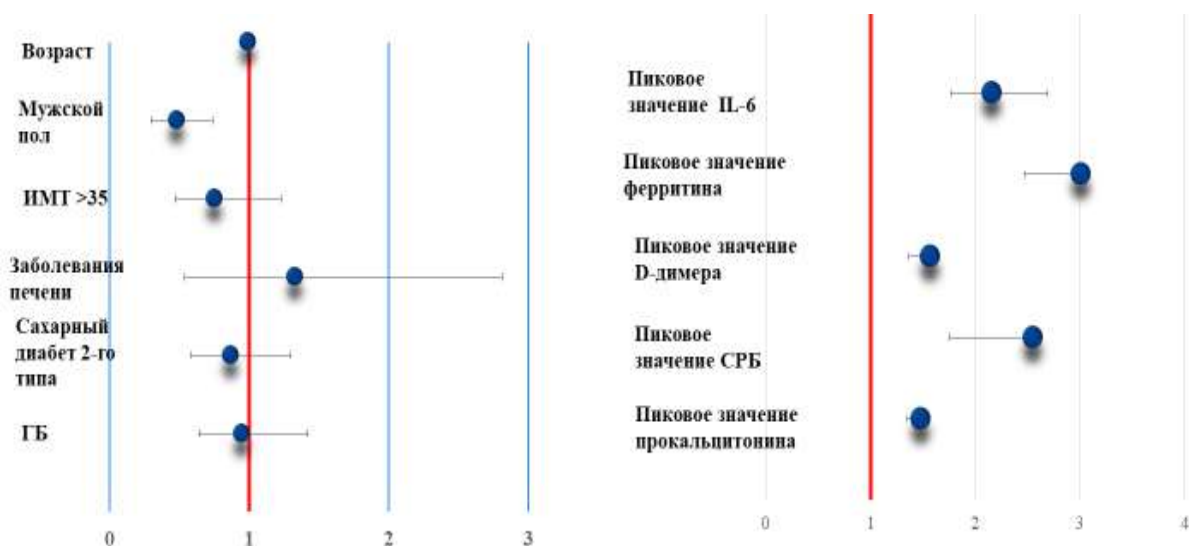 Возраст
Мужской
пол
ИМТ >35
Заболевания
печени
Сахарный
диабет 2-го
типа
ГБ
0
1
2
3
Пиковое
значение IL-6
Пиковое значение
ферритина
Пиковое значение
D-димера
Пиковое
значение СРБ
Пиковое значение
прокальцитонина
0
1
2
3
4